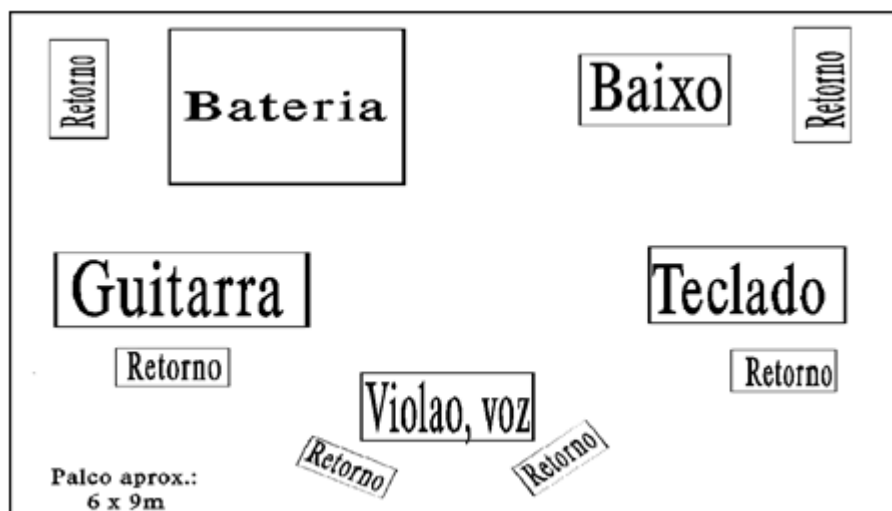 Retorno
Bateria
Baixo
Retorno
Guitarra
Teclado
Retorno
Retorno
Violao, voz
Retorno
Retorno
Palco aprox.:
6 x 9m